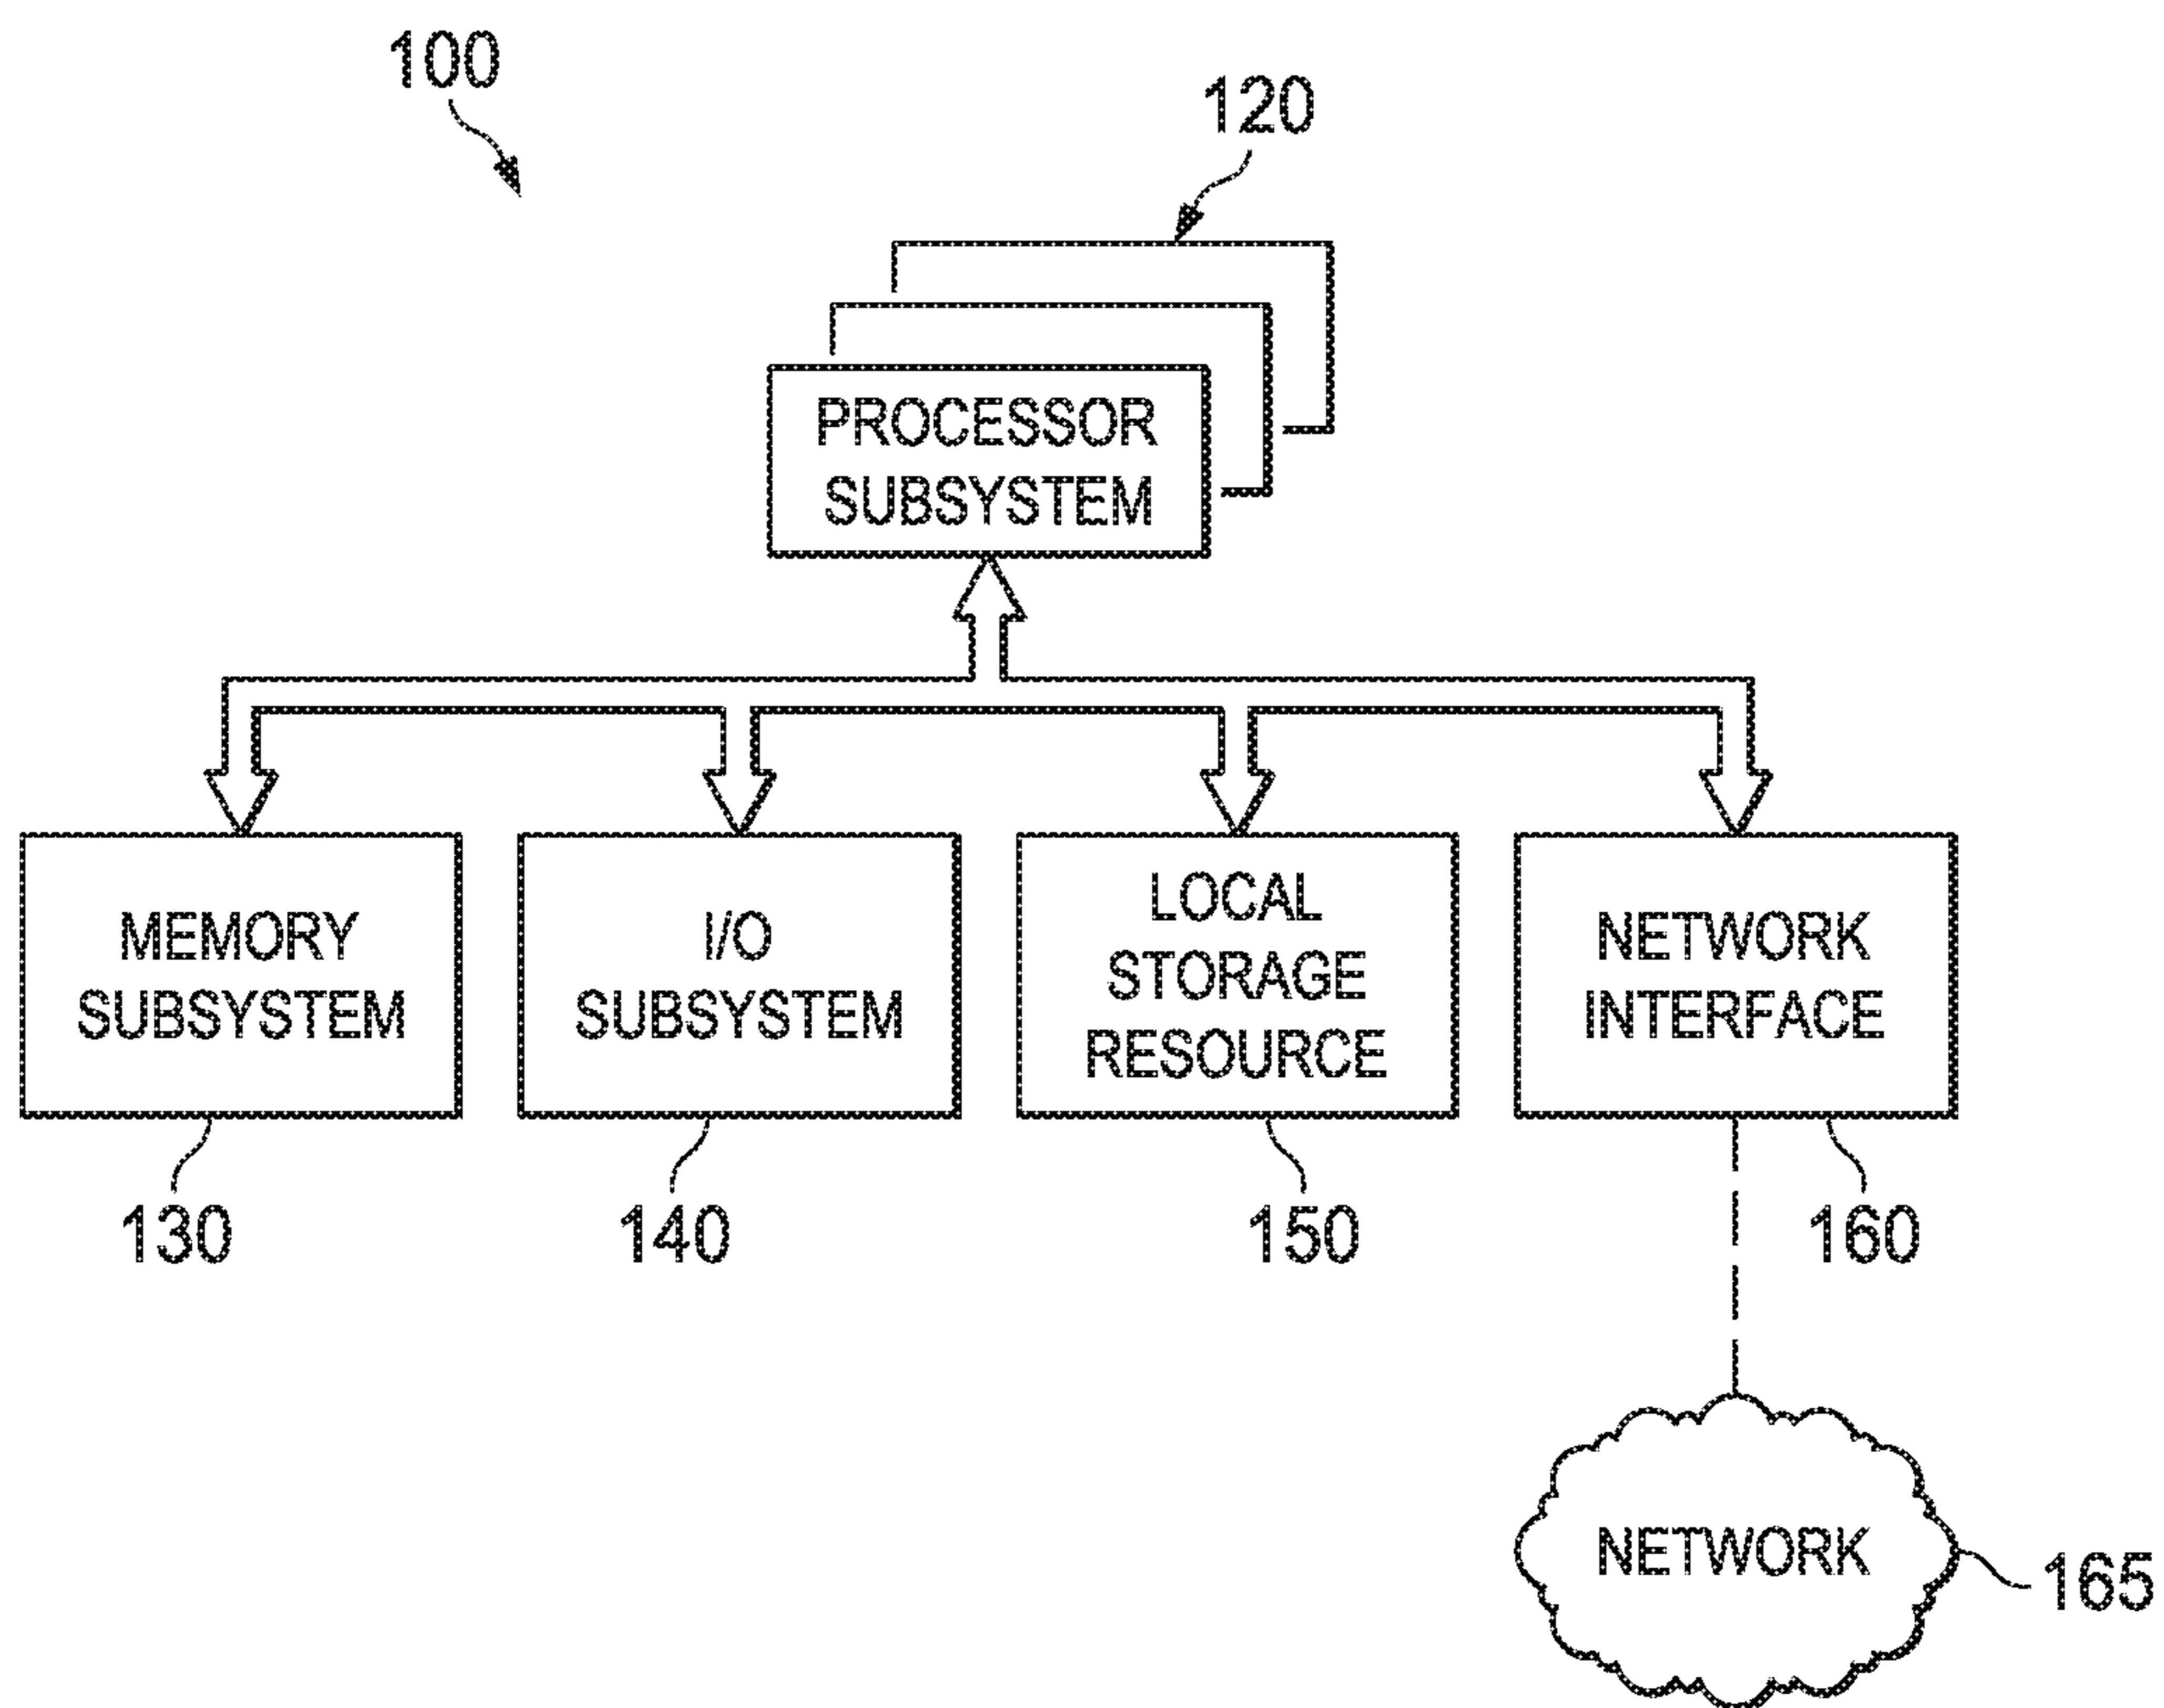 100
120
PROCESSOR
SUBSYSTEM
MEMORY
SUBSYSTEM
I/O
SUBSYSTEM
LOCAL
STORAGE
RESOURCE
NETWORK
INTERFACE
130
140
150
160
NETWORK
165